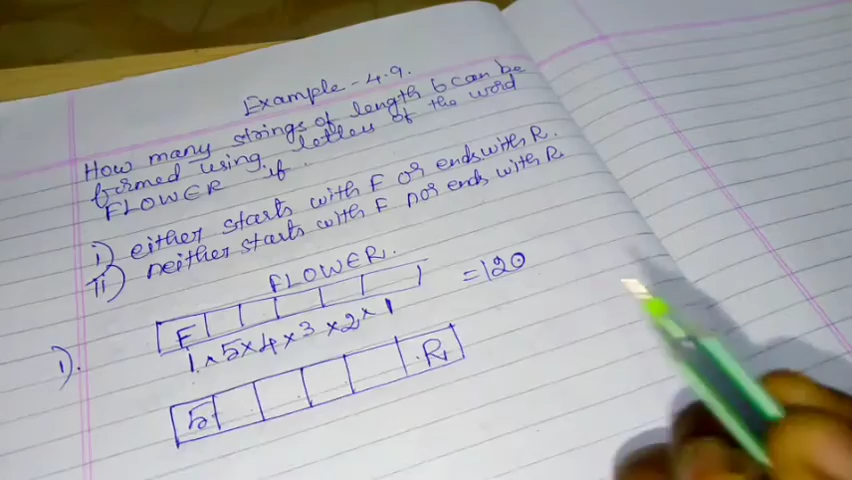 Example - 4.9.
How many strings of length 6 can be
formed using letters of the word
FLOWER if.
i) either starts with F or ends with R.
ii) neither starts with F nor ends with R
FLOWER.
i).
F
= 120
1 × 5 × 4 × 3 × 2 × 1
5 R